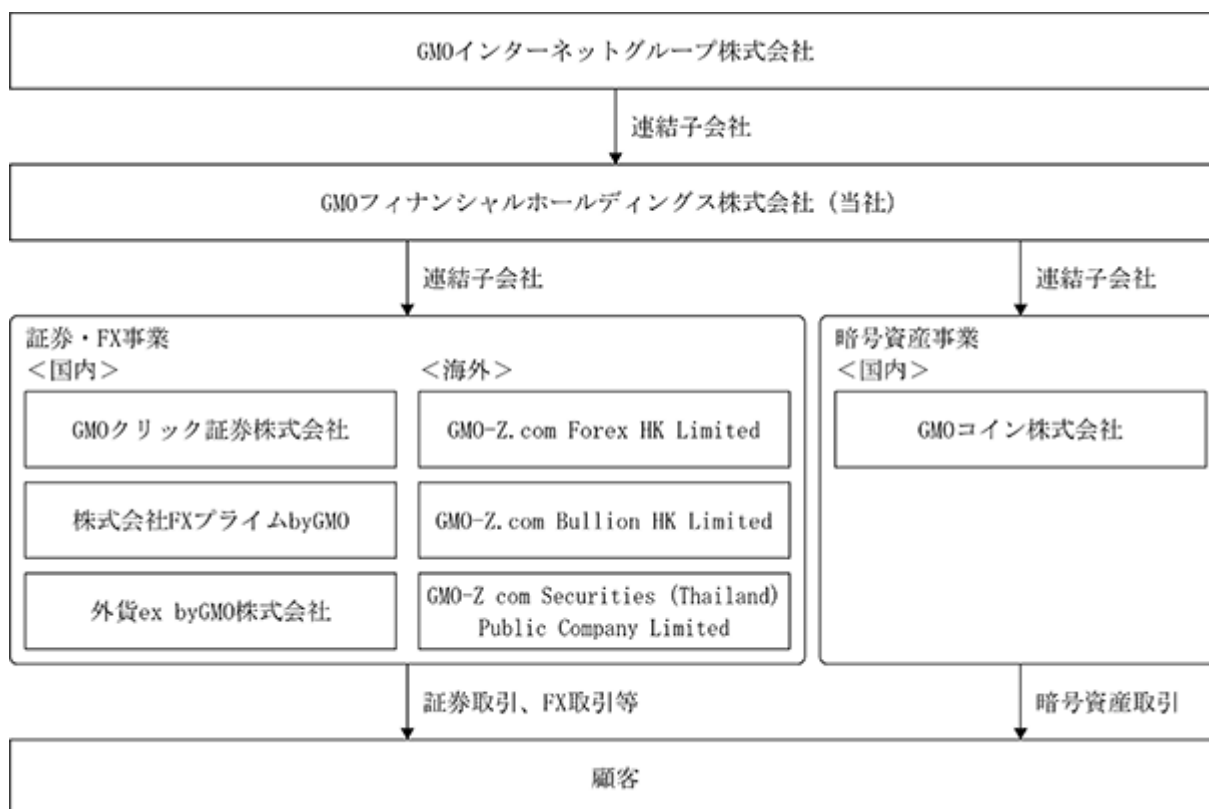 GMOインターネットグループ株式会社
連結子会社
GMOフィナンシャルホールディングス株式会社（当社）
連結子会社
連結子会社
証券・FX事業
＜国内＞
＜海外＞
GMOクリック証券株式会社
GMO-Z.com Forex HK Limited
株式会社FXプライムbyGMO
GMO-Z.com Bullion HK Limited
外貨ex byGMO株式会社
GMO-Z com Securities (Thailand)
Public Company Limited
暗号資産事業
＜国内＞
GMOコイン株式会社
証券取引、FX取引等
暗号資産取引
顧客